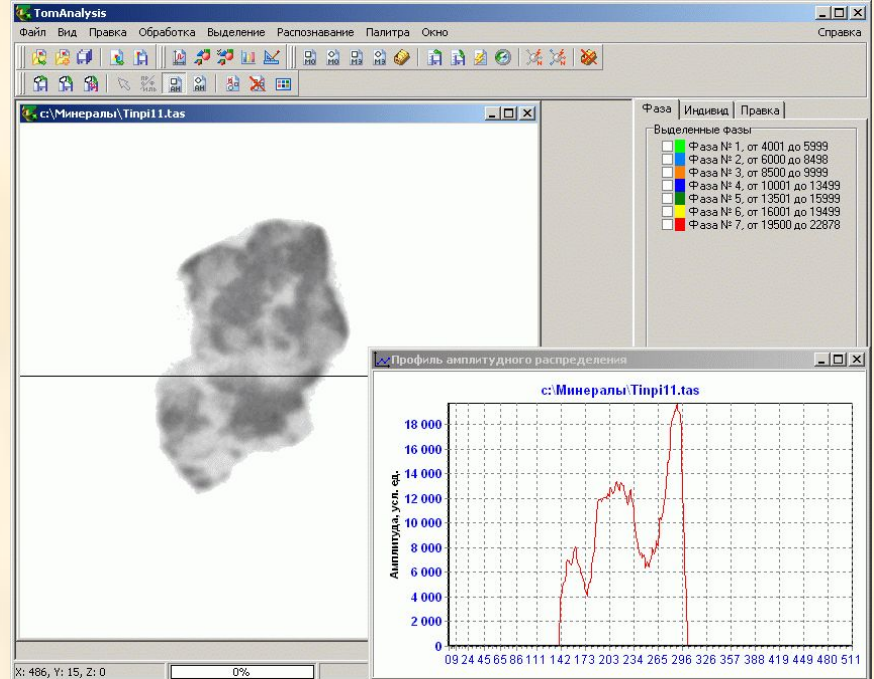 TomAnalysis
Файл Вид Правка Обработка Выделение Распознавание Палитра Окно Справка
c:\Минералы\Tinpi11.tas
Фаза Индивид Правка
Выделенные фазы
Фаза № 1, от 4001 до 5999
Фаза № 2, от 6000 до 8498
Фаза № 3, от 8500 до 9999
Фаза № 4, от 10001 до 13499
Фаза № 5, от 13501 до 15999
Фаза № 6, от 16001 до 19499
Фаза № 7, от 19500 до 22878
Профиль амплитудного распределения
c:\Минералы\Tinpi11.tas
Амплитуда, усл. ед.
18 000
16 000
14 000
12 000
10 000
8 000
6 000
4 000
2 000
0
0 9 24 45 65 86 111 142 173 203 234 265 296 326 357 388 419 449 480 511
X: 486, Y: 15, Z: 0
0%